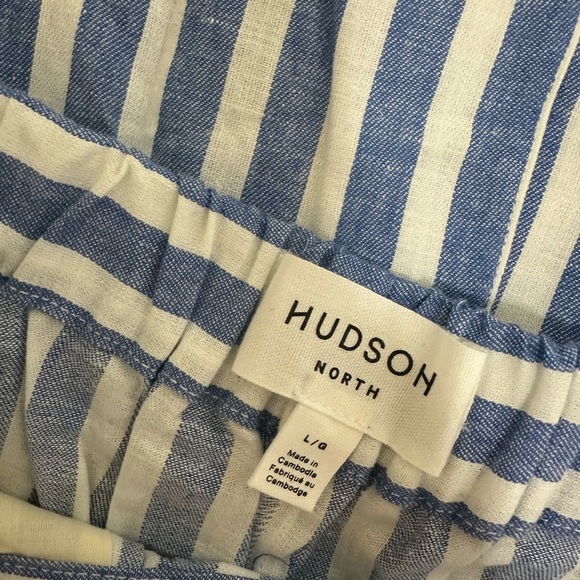 HUDSON
NORTH
L/G
Made in
Cambodia
Fabriqué au
Cambodge